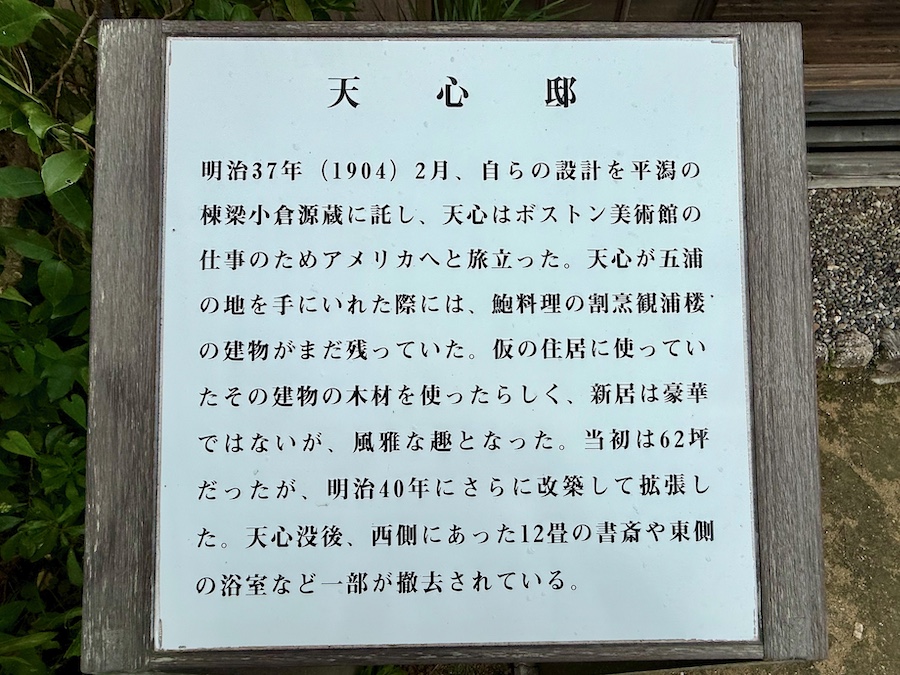 天心邸
明治37年（1904）2月、自らの設計を平潟の
棟梁小倉源蔵に託し、天心はボストン美術館の
仕事のためアメリカへと旅立った。天心が五浦
の地を手にいれた際には、鮑料理の割烹観浦楼
の建物がまだ残っていた。仮の住居に使ってい
たその建物の木材を使ったらしく、新居は豪華
ではないが、風雅な趣となった。当初は62坪
だったが、明治40年にさらに改築して拡張し
た。天心没後、西側にあった12畳の書斎や東側
の浴室など一部が撤去されている。